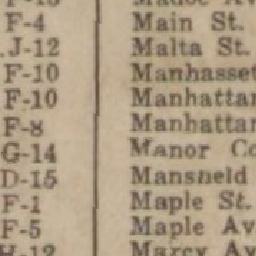 F-4 Main St.
J-12 Malta St.
F-10 Manhasset
F-10 Manhattan
F-8 Manhattan
G-14 Manor Co
D-15 Mansfield
F-1 Maple St.
F-5 Maple Av
H-12 Marcy Av